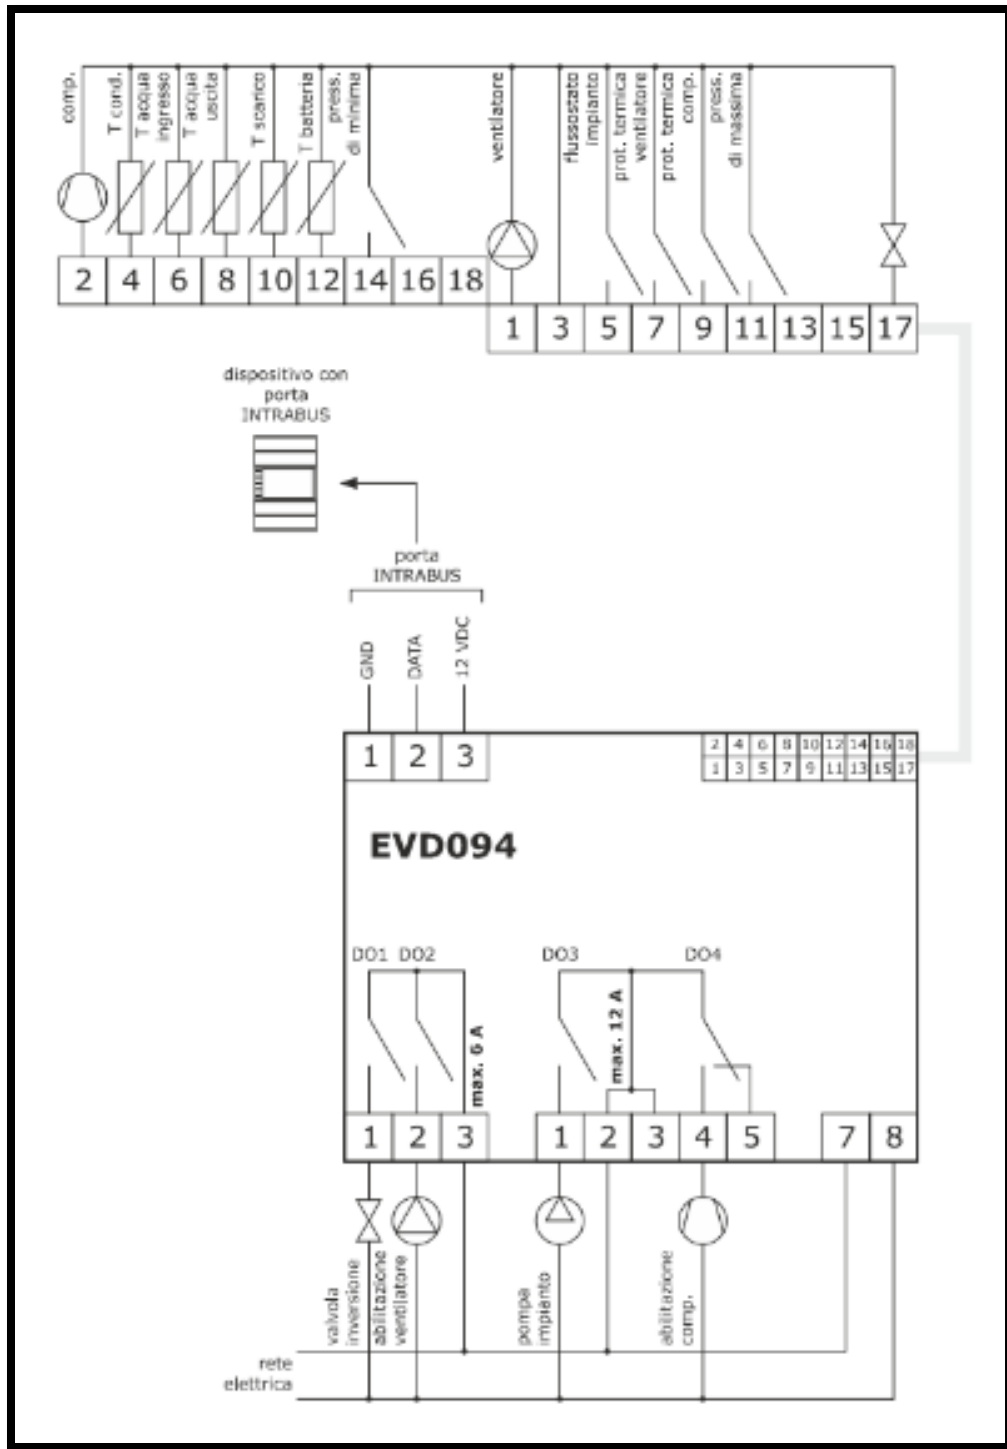 comp.
T cond.
T acqua
ingresso
T acqua
uscita
T scarico
T batteria
press.
di minima
ventilatore
flussostato
impianto
prot. termica
ventilatore
prot. termica
comp.
press.
di massima
2 4 6 8 10 12 14 16 18
1 3 5 7 9 11 13 15 17
dispositivo con
porta
INTRABUS
porta
INTRABUS
GND
DATA
12 VDC
1 2 3
2 4 6 8 10 12 14 16 18
1 3 5 7 9 11 13 15 17
EVD094
DO1 DO2 DO3 DO4
max. 6 A
max. 12 A
1 2 3 1 2 3 4 5 7 8
valvola
inversione
abilitazione
ventilatore
pompa
impianto
abilitazione
comp.
rete
elettrica